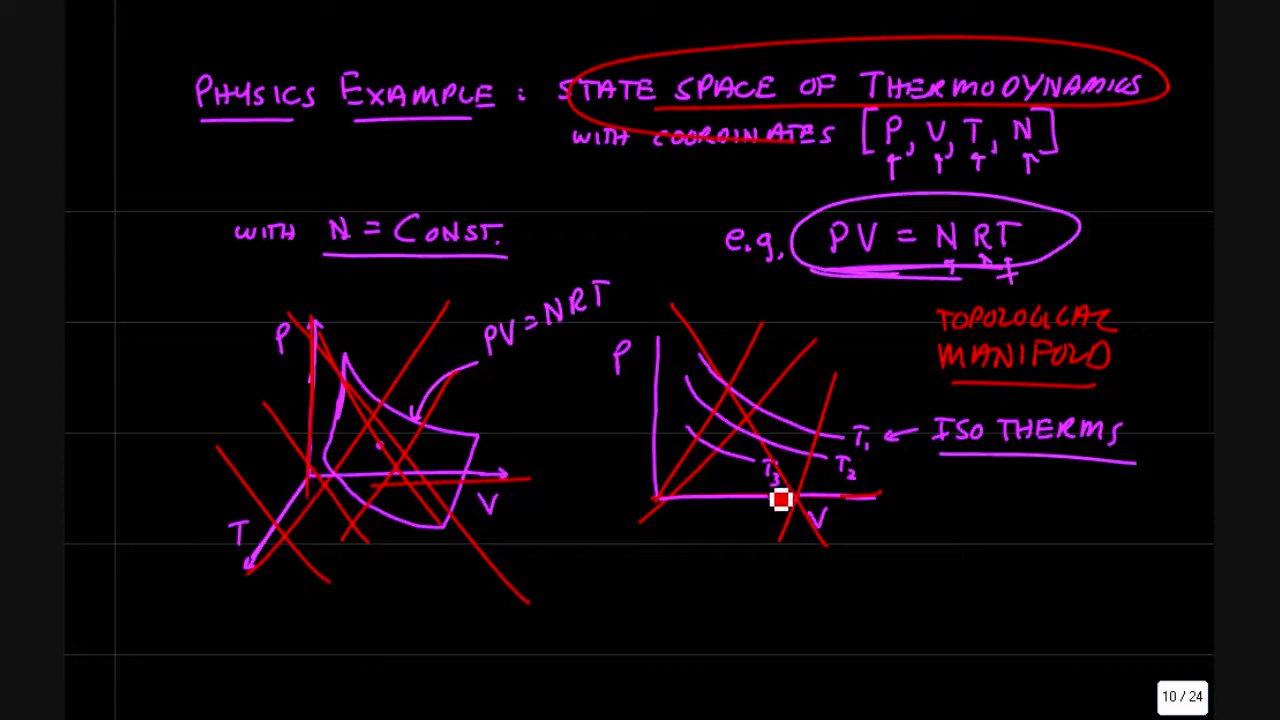 PHYSICS EXAMPLE: STATE SPACE OF THERMODYNAMICS
WITH COORDINATES [P, V, T, N]
WITH N = CONST.
e.g, PV = NRT
PV = NRT
P
V
T
P
T₁
T₂
T₃
V
TOPOLOGICAL
MANIFOLD
ISOTHERMS
10 / 24